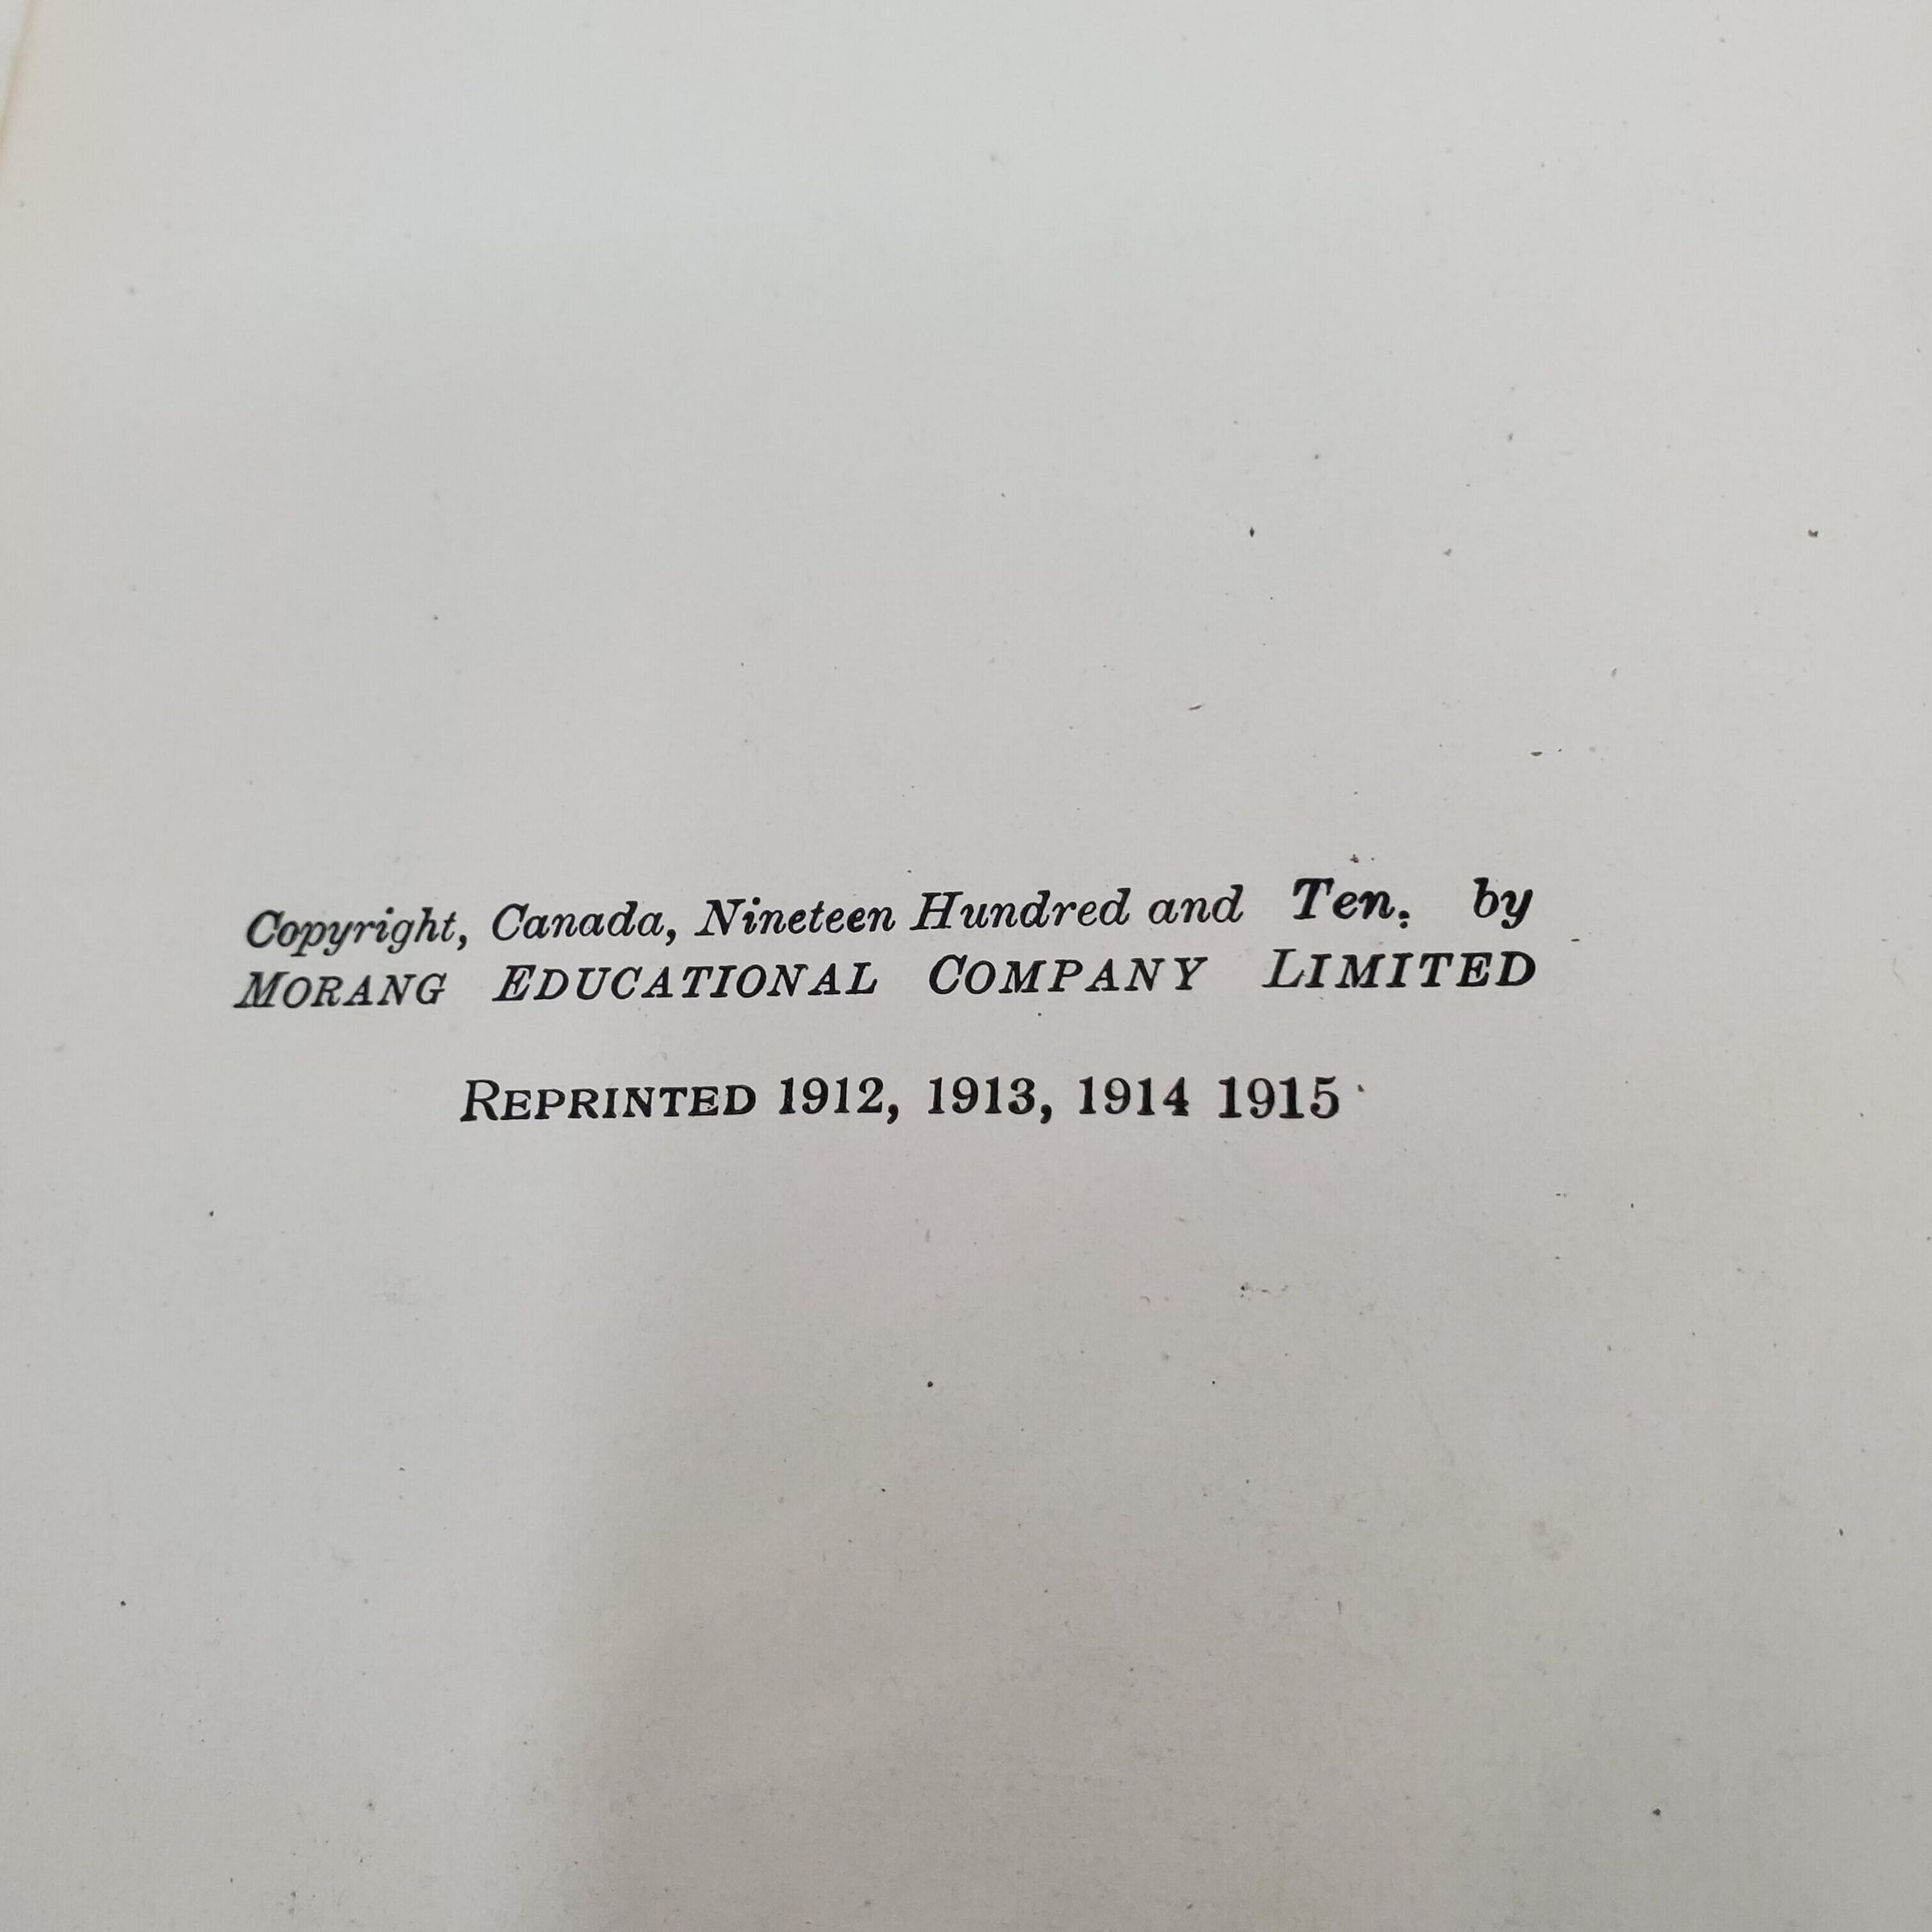 Copyright, Canada, Nineteen Hundred and Ten, by
MORANG EDUCATIONAL COMPANY LIMITED
REPRINTED 1912, 1913, 1914 1915